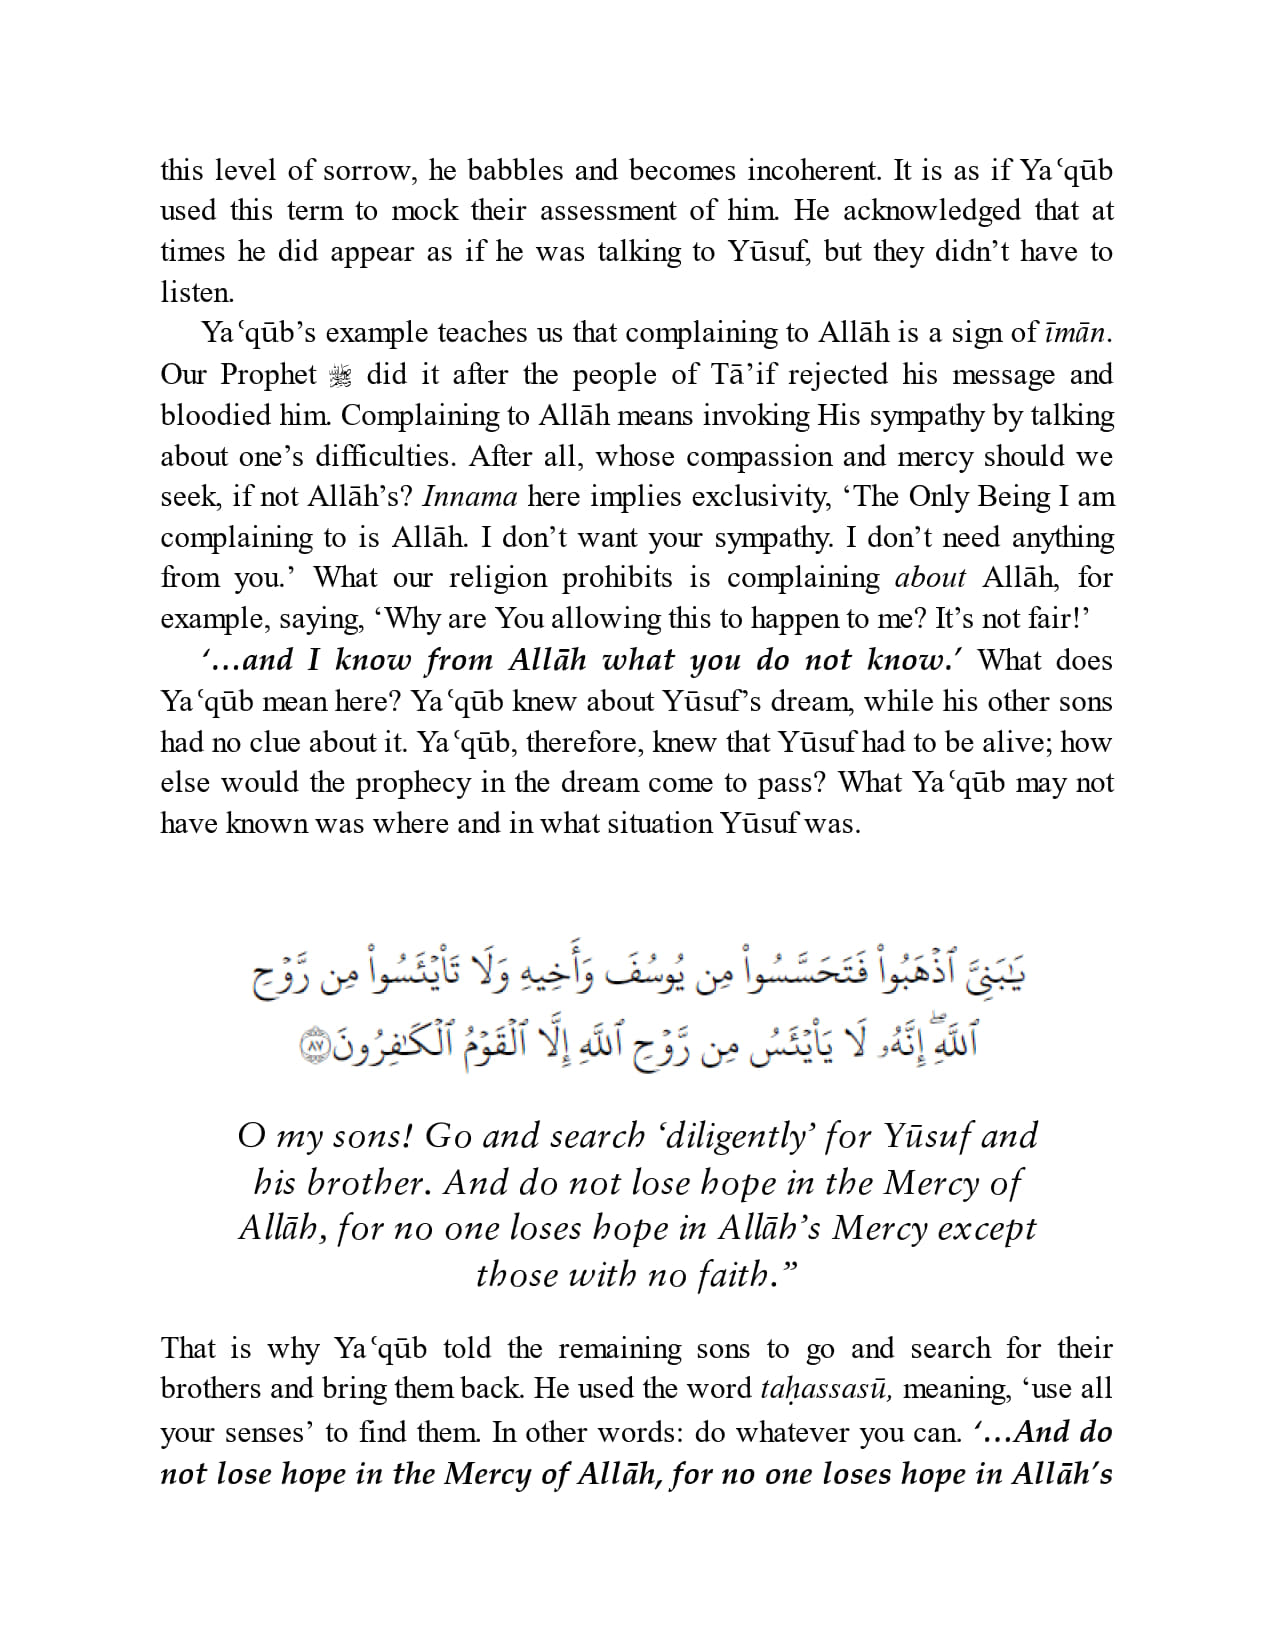 this level of sorrow, he babbles and becomes incoherent. It is as if Yaʿqūb
used this term to mock their assessment of him. He acknowledged that at
times he did appear as if he was talking to Yūsuf, but they didn’t have to
listen.
Yaʿqūb’s example teaches us that complaining to Allāh is a sign of īmān.
Our Prophet ﷺ did it after the people of Tā’if rejected his message and
bloodied him. Complaining to Allāh means invoking His sympathy by talking
about one’s difficulties. After all, whose compassion and mercy should we
seek, if not Allāh’s? Innama here implies exclusivity, ‘The Only Being I am
complaining to is Allāh. I don’t want your sympathy. I don’t need anything
from you.’ What our religion prohibits is complaining about Allāh, for
example, saying, ‘Why are You allowing this to happen to me? It’s not fair!’
‘…and I know from Allāh what you do not know.’ What does
Yaʿqūb mean here? Yaʿqūb knew about Yūsuf’s dream, while his other sons
had no clue about it. Yaʿqūb, therefore, knew that Yūsuf had to be alive; how
else would the prophecy in the dream come to pass? What Yaʿqūb may not
have known was where and in what situation Yūsuf was.
يَٰبَنِيَّ ٱذۡهَبُواْ فَتَحَسَّسُواْ مِن يُوسُفَ وَأَخِيهِ وَلَا تَاْيۡـَٔسُواْ مِن رَّوۡحِ
ٱللَّهِۖ إِنَّهُۥ لَا يَاْيۡـَٔسُ مِن رَّوۡحِ ٱللَّهِ إِلَّا ٱلۡقَوۡمُ ٱلۡكَٰفِرُونَ ٨٧
O my sons! Go and search ‘diligently’ for Yūsuf and
his brother. And do not lose hope in the Mercy of
Allāh, for no one loses hope in Allāh’s Mercy except
those with no faith.”
That is why Yaʿqūb told the remaining sons to go and search for their
brothers and bring them back. He used the word taḥassasū, meaning, ‘use all
your senses’ to find them. In other words: do whatever you can. ‘…And do
not lose hope in the Mercy of Allāh, for no one loses hope in Allāh’s